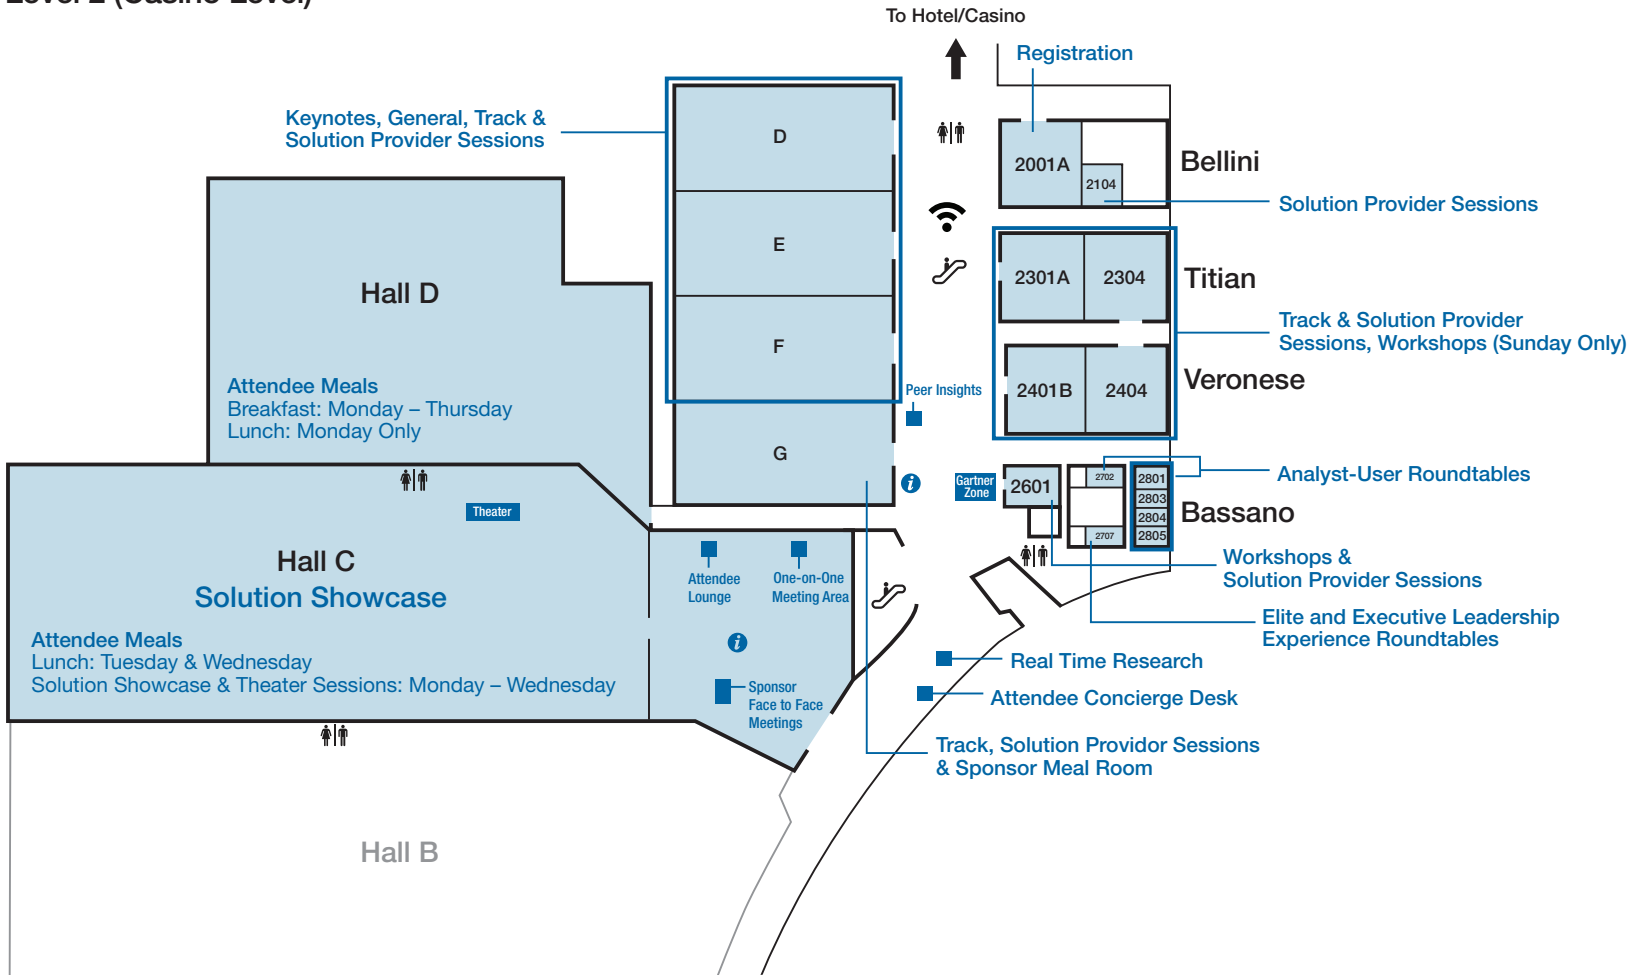 To Hotel/Casino
Registration
Keynotes, General, Track &
Solution Provider Sessions
D
2001A
2104
Bellini
Solution Provider Sessions
E
2301A
2304
Titian
Hall D
Track & Solution Provider
Sessions, Workshops (Sunday Only)
F
2401B
2404
Veronese
Attendee Meals
Breakfast: Monday – Thursday
Lunch: Monday Only
Peer Insights
G
Gartner
Zone
2601
2702
2707
2801
2803
2804
2805
Analyst-User Roundtables
Bassano
Theater
Hall C
Solution Showcase
Attendee
Lounge
One-on-One
Meeting Area
Workshops &
Solution Provider Sessions
Elite and Executive Leadership
Experience Roundtables
Attendee Meals
Lunch: Tuesday & Wednesday
Solution Showcase & Theater Sessions: Monday – Wednesday
i
i
Sponsor
Face to Face
Meetings
Real Time Research
Attendee Concierge Desk
Track, Solution Providor Sessions
& Sponsor Meal Room
Hall B